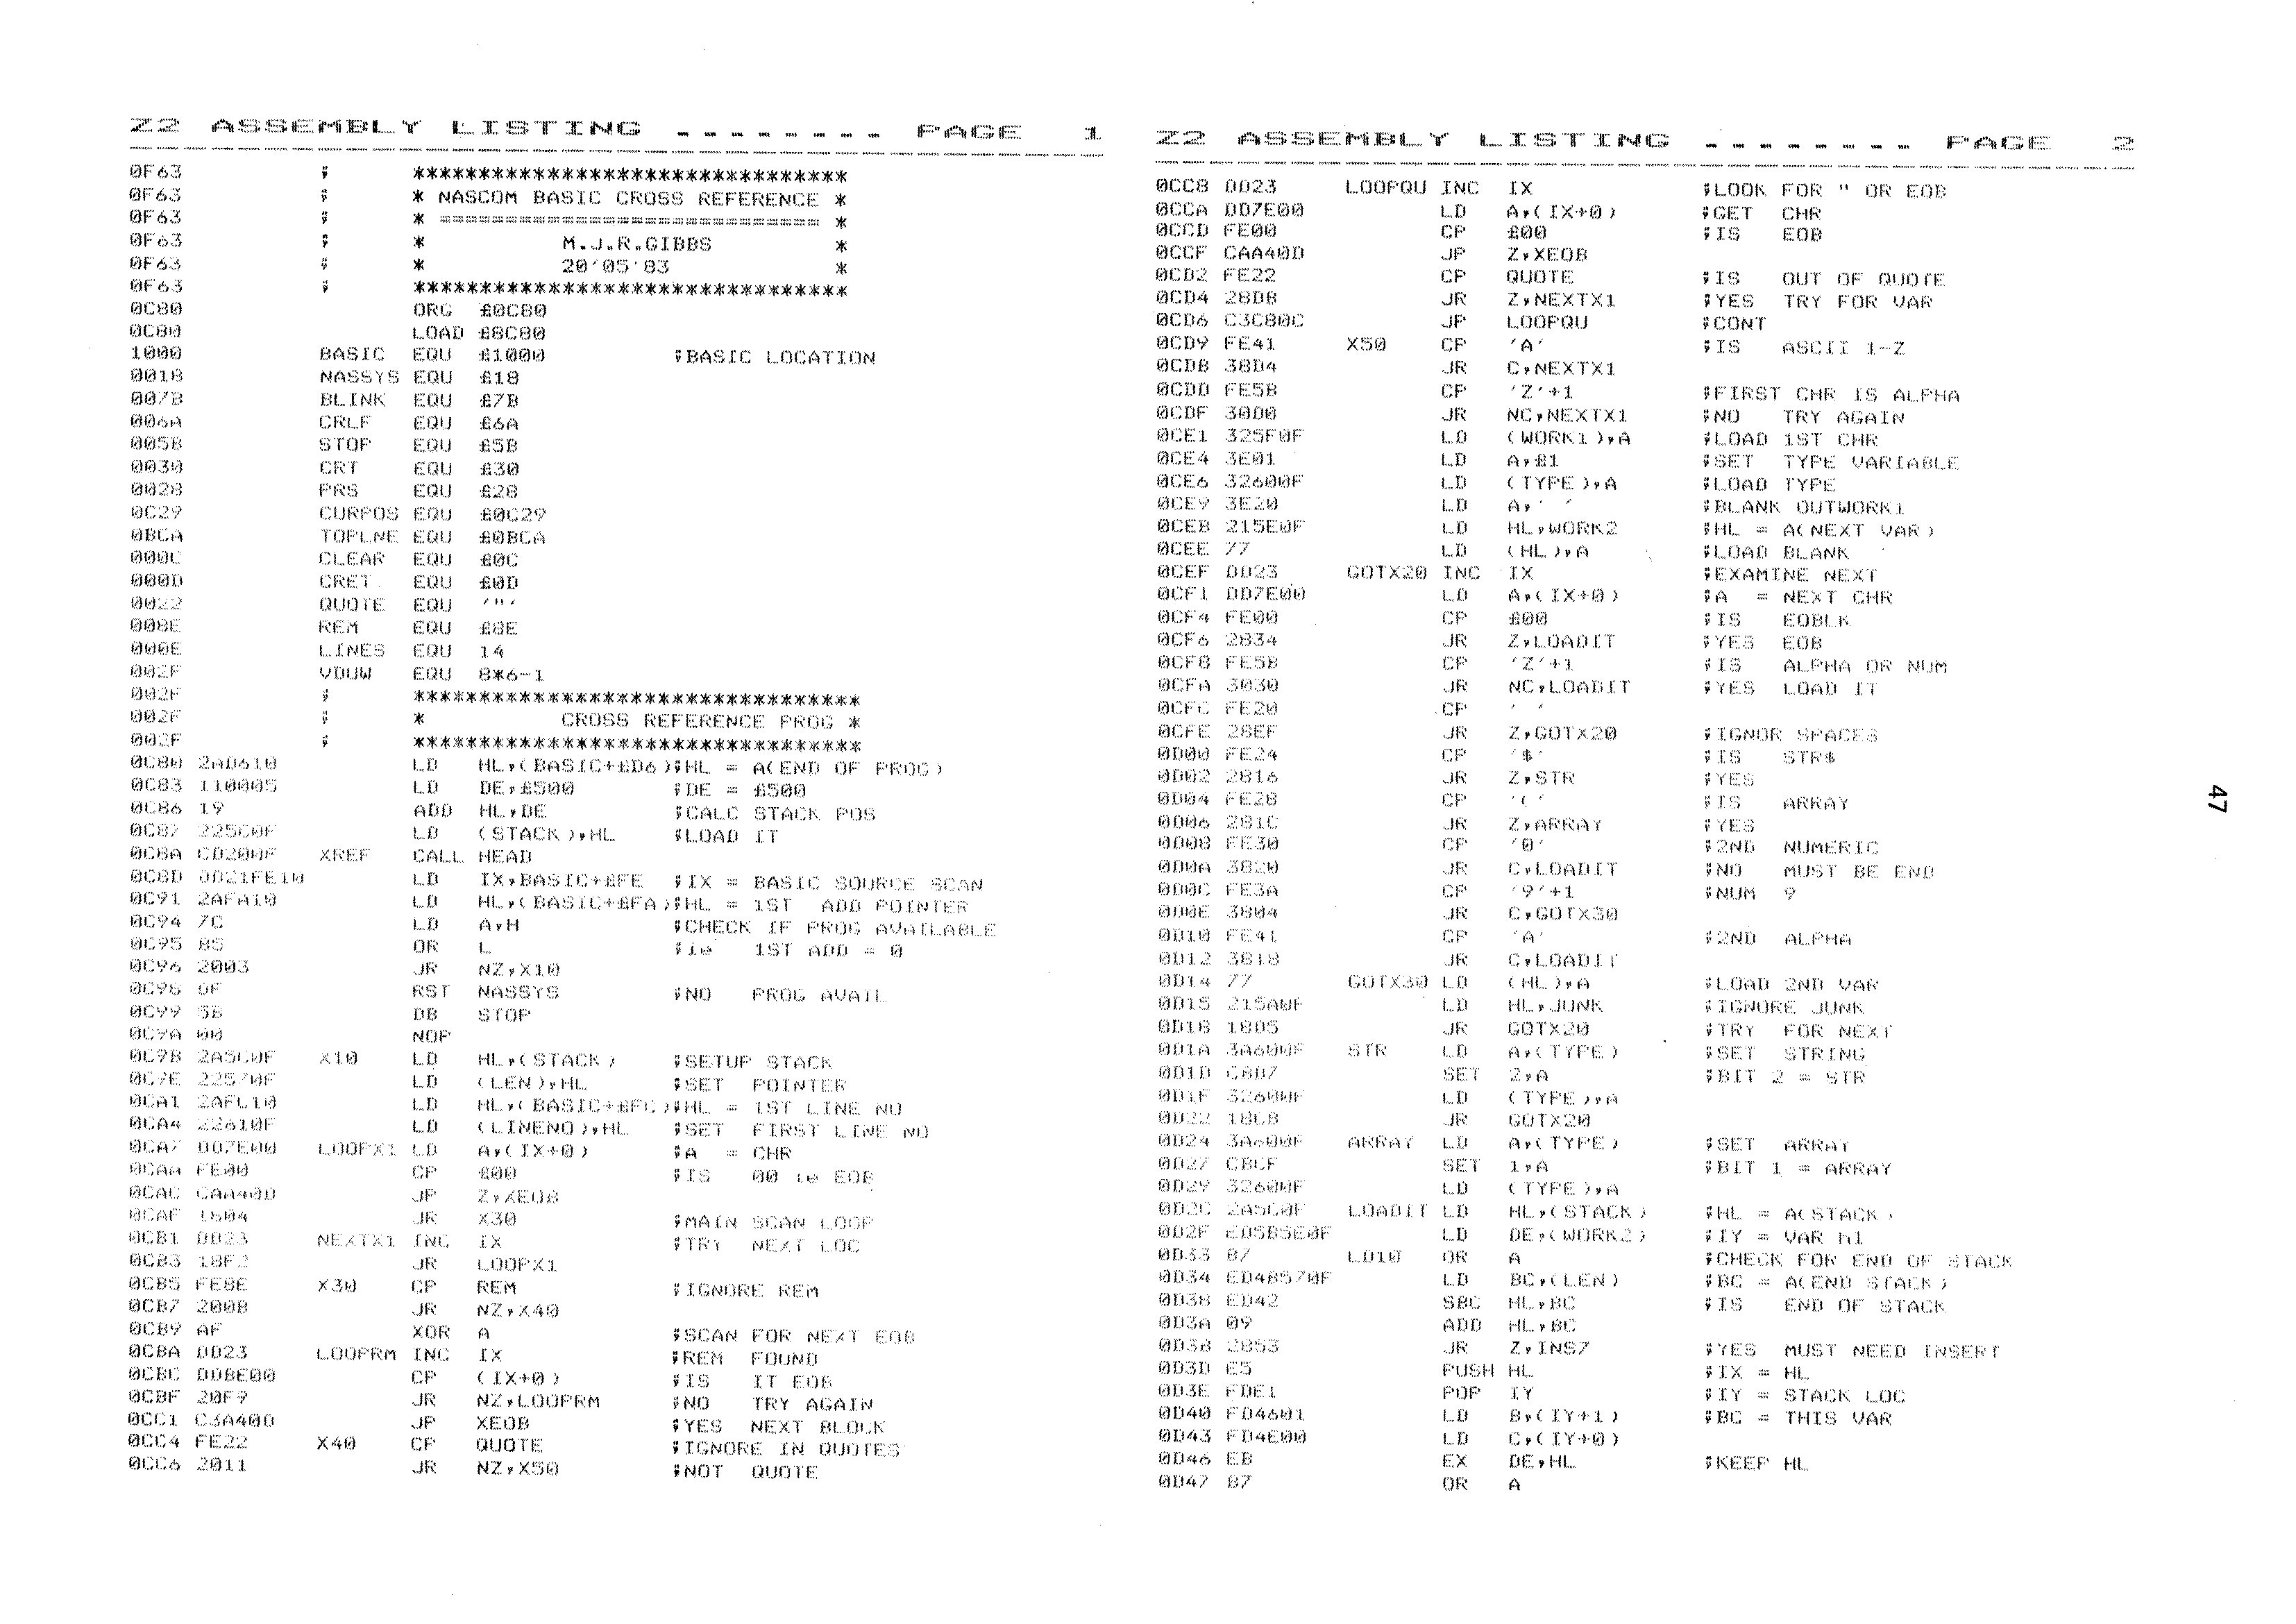 Z2 ASSEMBLY LISTING ........ PAGE 1
0F63 ; *********************************
0F63 ; * NASCOM BASIC CROSS REFERENCE *
0F63 ; * ============================= *
0F63 ; * M.J.R.GIBBS *
0F63 ; * 20'05'83 *
0F63 ; *********************************
0C80 ORG £0C80
0C80 LOAD £8C80
1000 BASIC EQU £1000 ;BASIC LOCATION
0018 NASSYS EQU £18
007B BLINK EQU £7B
006A CRLF EQU £6A
005B STOP EQU £5B
0030 CRT EQU £30
0028 PRS EQU £28
0C29 CURPOS EQU £0C29
0BCA TOPLNE EQU £0BCA
000C CLEAR EQU £0C
000D CRET EQU £0D
0022 QUOTE EQU '"'
008E REM EQU £8E
000E LINES EQU 14
002F VDUW EQU 8*6-1
002F ; **********************************
002F ; * CROSS REFERENCE PROG *
002F ; **********************************
0C80 2AD610 LD HL,(BASIC+£D6);HL = A(END OF PROG)
0C83 110005 LD DE,£500 ;DE = £500
0C86 19 ADD HL,DE ;CALC STACK POS
0C87 225C0F LD (STACK),HL ;LOAD IT
0C8A CD200F XREF CALL HEAD
0C8D DD21FE10 LD IX,BASIC+£FE ;IX = BASIC SOURCE SCAN
0C91 2AFA10 LD HL,(BASIC+£FA);HL = 1ST ADD POINTER
0C94 7C LD A,H ;CHECK IF PROG AVAILABLE
0C95 B5 OR L ;ie 1ST ADD = 0
0C96 2003 JR NZ,X10
0C98 DF RST NASSYS ;NO PROG AVAIL
0C99 5B DB STOP
0C9A 00 NOP
0C9B 2A5C0F X10 LD HL,(STACK) ;SETUP STACK
0C9E 22570F LD (LEN),HL ;SET POINTER
0CA1 2AFC10 LD HL,(BASIC+£FC);HL = 1ST LINE NO
0CA4 22610F LD (LINENO),HL ;SET FIRST LINE NO
0CA7 DD7E00 LOOPX1 LD A,(IX+0) ;A = CHR
0CAA FE00 CP £00 ;IS 00 ie EOB
0CAC CAA40D JP Z,XEOB
0CAF 1804 JR X30 ;MAIN SCAN LOOP
0CB1 DD23 NEXTX1 INC IX ;TRY NEXT LOC
0CB3 18F2 JR LOOPX1
0CB5 FE8E X30 CP REM ;IGNORE REM
0CB7 200B JR NZ,X40
0CB9 AF XOR A ;SCAN FOR NEXT EOB
0CBA DD23 LOOPRM INC IX ;REM FOUND
0CBC DDBE00 CP (IX+0) ;IS IT EOB
0CBF 20F9 JR NZ,LOOPRM ;NO TRY AGAIN
0CC1 C3A40D JP XEOB ;YES NEXT BLOCK
0CC4 FE22 X40 CP QUOTE ;IGNORE IN QUOTES
0CC6 2011 JR NZ,X50 ;NOT QUOTE
Z2 ASSEMBLY LISTING ........ PAGE 2
0CC8 DD23 LOOPQU INC IX ;LOOK FOR " OR EOB
0CCA DD7E00 LD A,(IX+0) ;GET CHR
0CCD FE00 CP £00 ;IS EOB
0CCF CAA40D JP Z,XEOB
0CD2 FE22 CP QUOTE ;IS OUT OF QUOTE
0CD4 28DB JR Z,NEXTX1 ;YES TRY FOR VAR
0CD6 C3C80C JP LOOPQU ;CONT
0CD9 FE41 X50 CP 'A' ;IS ASCII 1-Z
0CDB 38D4 JR C,NEXTX1
0CDD FE5B CP 'Z'+1 ;FIRST CHR IS ALPHA
0CDF 30D0 JR NC,NEXTX1 ;NO TRY AGAIN
0CE1 325F0F LD (WORK1),A ;LOAD 1ST CHR
0CE4 3E01 LD A,£1 ;SET TYPE VARIABLE
0CE6 32600F LD (TYPE),A ;LOAD TYPE
0CE9 3E20 LD A,' ' ;BLANK OUTWORK1
0CEB 215E0F LD HL,WORK2 ;HL = A(NEXT VAR)
0CEE 77 LD (HL),A ;LOAD BLANK
0CEF DD23 GOTX20 INC IX ;EXAMINE NEXT
0CF1 DD7E00 LD A,(IX+0) ;A = NEXT CHR
0CF4 FE00 CP £00 ;IS EOBLK
0CF6 2834 JR Z,LOADIT ;YES EOB
0CF8 FE5B CP 'Z'+1 ;IS ALPHA OR NUM
0CFA 3030 JR NC,LOADIT ;YES LOAD IT
0CFC FE20 CP ' '
0CFE 28EF JR Z,GOTX20 ;IGNOR SPACES
0D00 FE24 CP '$' ;IS STR$
0D02 2816 JR Z,STR ;YES
0D04 FE28 CP '(' ;IS ARRAY
0D06 281C JR Z,ARRAY ;YES
0D08 FE30 CP '0' ;2ND NUMERIC
0D0A 3820 JR C,LOADIT ;NO MUST BE END
0D0C FE3A CP '9'+1 ;NUM 9
0D0E 3804 JR C,GOTX30
0D10 FE41 CP 'A' ;2ND ALPHA
0D12 3818 JR C,LOADIT
0D14 77 GOTX30 LD (HL),A ;LOAD 2ND VAR
0D15 215A0F LD HL,JUNK ;IGNORE JUNK
0D18 18D5 JR GOTX20 ;TRY FOR NEXT
0D1A 3A600F STR LD A,(TYPE) ;SET STRING
0D1D CBD7 SET 2,A ;BIT 2 = STR
0D1F 32600F LD (TYPE),A
0D22 18CB JR GOTX20
0D24 3A600F ARRAY LD A,(TYPE) ;SET ARRAY
0D27 CBCF SET 1,A ;BIT 1 = ARRAY
0D29 32600F LD (TYPE),A
0D2C 2A5C0F LOADIT LD HL,(STACK) ;HL = A(STACK)
0D2F ED5B5E0F LD DE,(WORK2) ;IY = VAR h1
0D33 B7 LD10 OR A ;CHECK FOR END OF STACK
0D34 ED4B570F LD BC,(LEN) ;BC = A(END STACK)
0D38 ED42 SBC HL,BC ;IS END OF STACK
0D3A 09 ADD HL,BC
0D3B 2853 JR Z,INS7 ;YES MUST NEED INSERT
0D3D E5 PUSH HL ;IX = HL
0D3E FDE1 POP IY ;IY = STACK LOC
0D40 FD4601 LD B,(IY+1) ;BC = THIS VAR
0D43 FD4E00 LD C,(IY+0)
0D46 EB EX DE,HL ;KEEP HL
0D47 B7 OR A
47